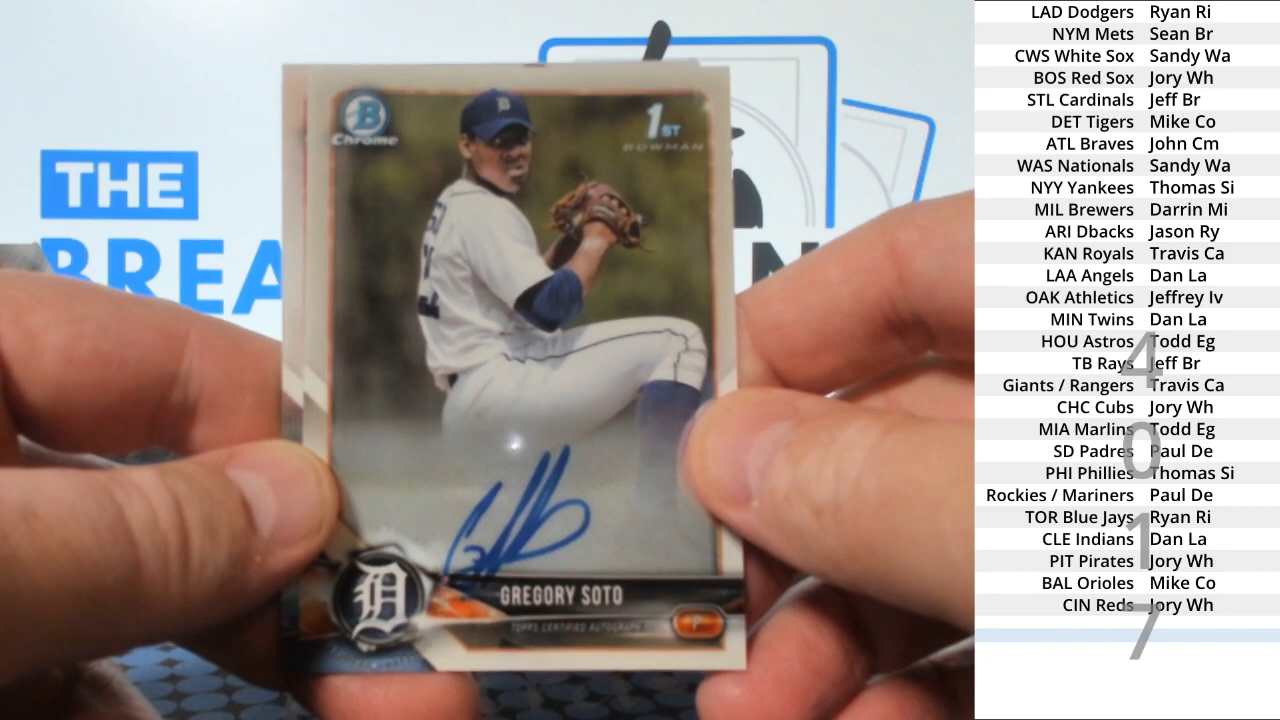 THE
BREA
N
B
Chrome
1ST
BOWMAN
D
D
GREGORY SOTO
TOPPS CERTIFIED AUTOGRAPH
P
LAD Dodgers Ryan Ri
NYM Mets Sean Br
CWS White Sox Sandy Wa
BOS Red Sox Jory Wh
STL Cardinals Jeff Br
DET Tigers Mike Co
ATL Braves John Cm
WAS Nationals Sandy Wa
NYY Yankees Thomas Si
MIL Brewers Darrin Mi
ARI Dbacks Jason Ry
KAN Royals Travis Ca
LAA Angels Dan La
OAK Athletics Jeffrey Iv
MIN Twins Dan La
HOU Astros Todd Eg
TB Rays Jeff Br
Giants / Rangers Travis Ca
CHC Cubs Jory Wh
MIA Marlins Todd Eg
SD Padres Paul De
PHI Phillies Thomas Si
Rockies / Mariners Paul De
TOR Blue Jays Ryan Ri
CLE Indians Dan La
PIT Pirates Jory Wh
BAL Orioles Mike Co
CIN Reds Jory Wh
4
0
1
7